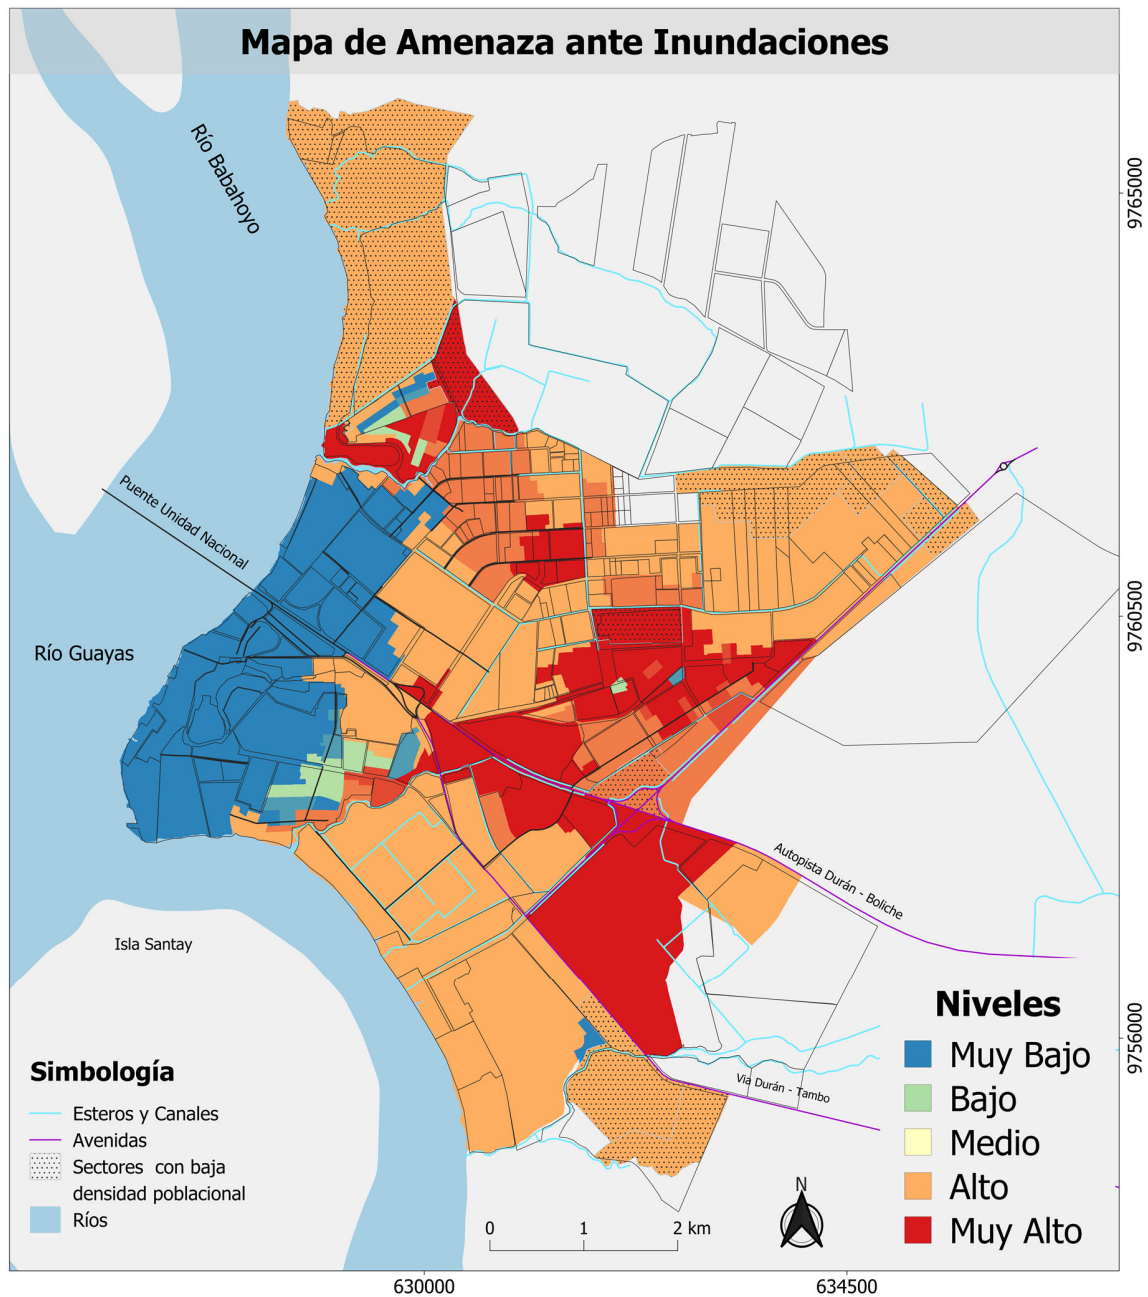 Mapa de Amenaza ante Inundaciones
Río Babahoyo
9765000
Puente Unidad Nacional
9760500
Río Guayas
Autopista Durán - Boliche
Isla Santay
9756000
Vía Durán - Tambo
Simbología
Esteros y Canales
Avenidas
Sectores con baja
densidad poblacional
Ríos
Niveles
Muy Bajo
Bajo
Medio
Alto
Muy Alto
N
0 1 2 km
630000 634500